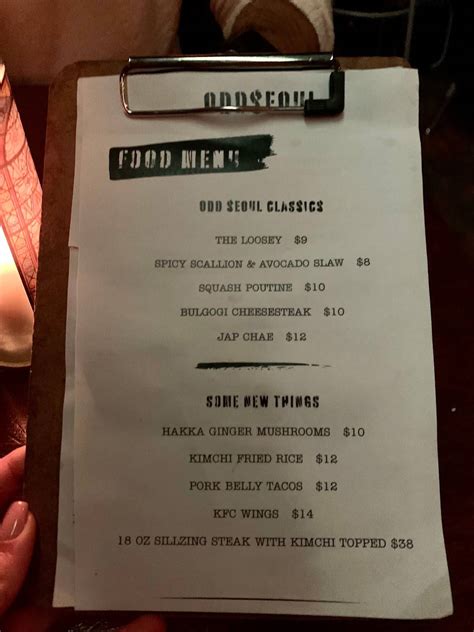 ODDSEOUL
FOOD MENU
ODD SEOUL CLASSICS
THE LOOSEY $9
SPICY SCALLION & AVOCADO SLAW $8
SQUASH POUTINE $10
BULGOGI CHEESESTEAK $10
JAP CHAE $12
SOME NEW THINGS
HAKKA GINGER MUSHROOMS $10
KIMCHI FRIED RICE $12
PORK BELLY TACOS $12
KFC WINGS $14
18 OZ SILLZING STEAK WITH KIMCHI TOPPED $38